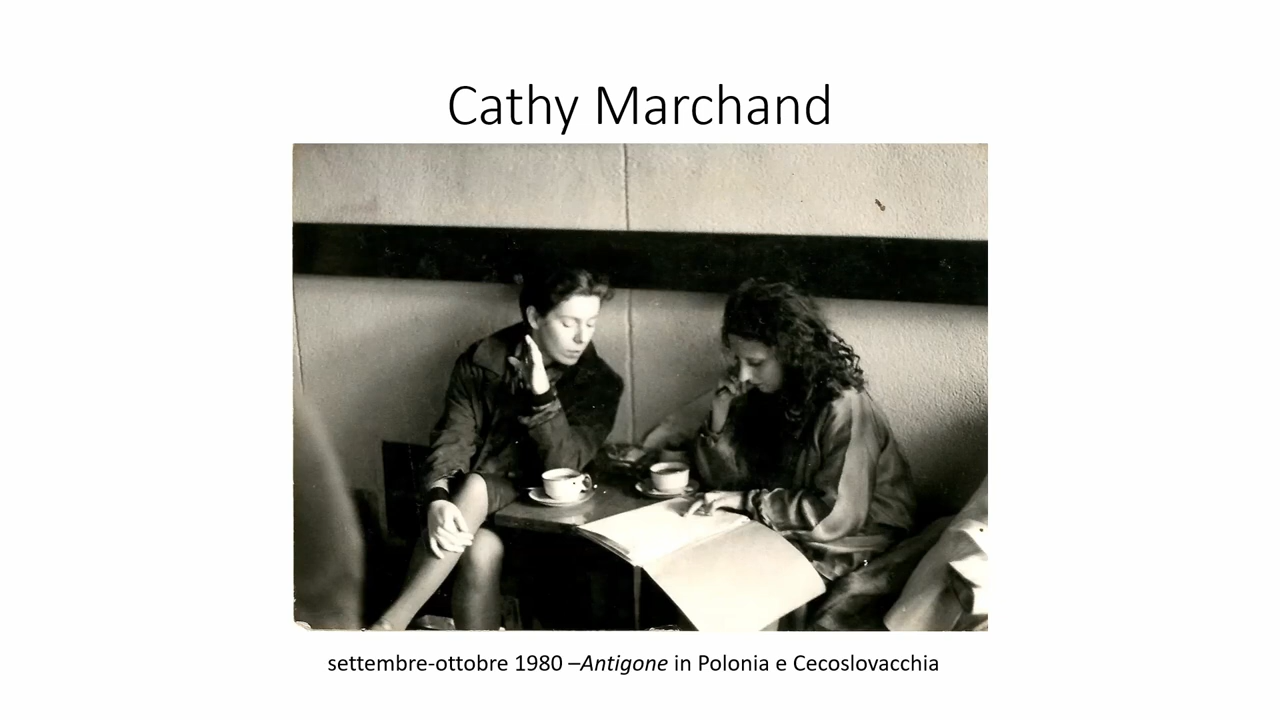 Cathy Marchand
settembre-ottobre 1980 –Antigone in Polonia e Cecoslovacchia